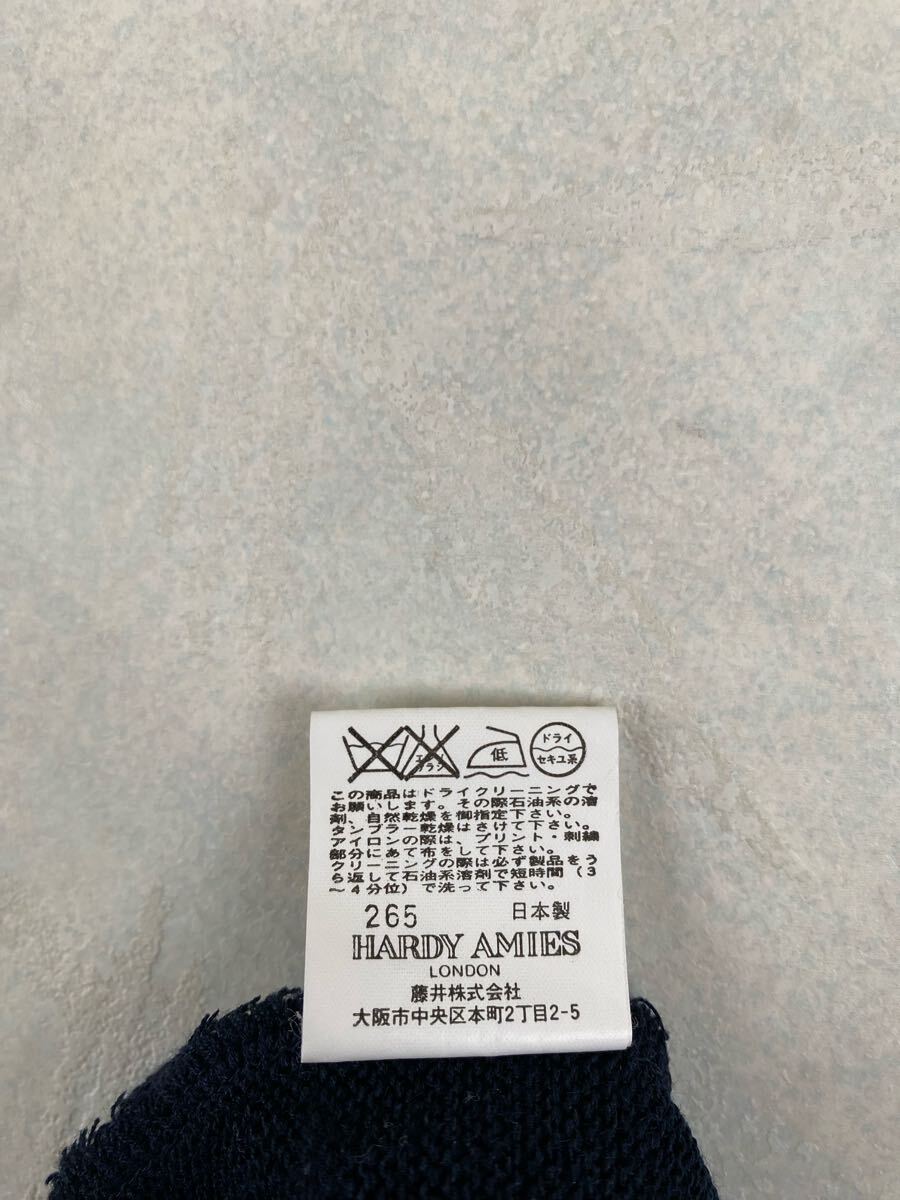 低
ドライ
セキユ系
この商品はドライクリーニングで
お願いします。その際石油系の溶
剤、自然乾燥を御指定下さい。
タンブラー乾燥はさけて下さい。
アイロンの際は、プリント・刺繍
部分にあて布をして下さい。
クリーニングの際は必ず製品をう
ら返して石油系溶剤で短時間（3
〜4分位）で洗って下さい。
265 日本製
HARDY AMIES
LONDON
藤井株式会社
大阪市中央区本町2丁目2-5